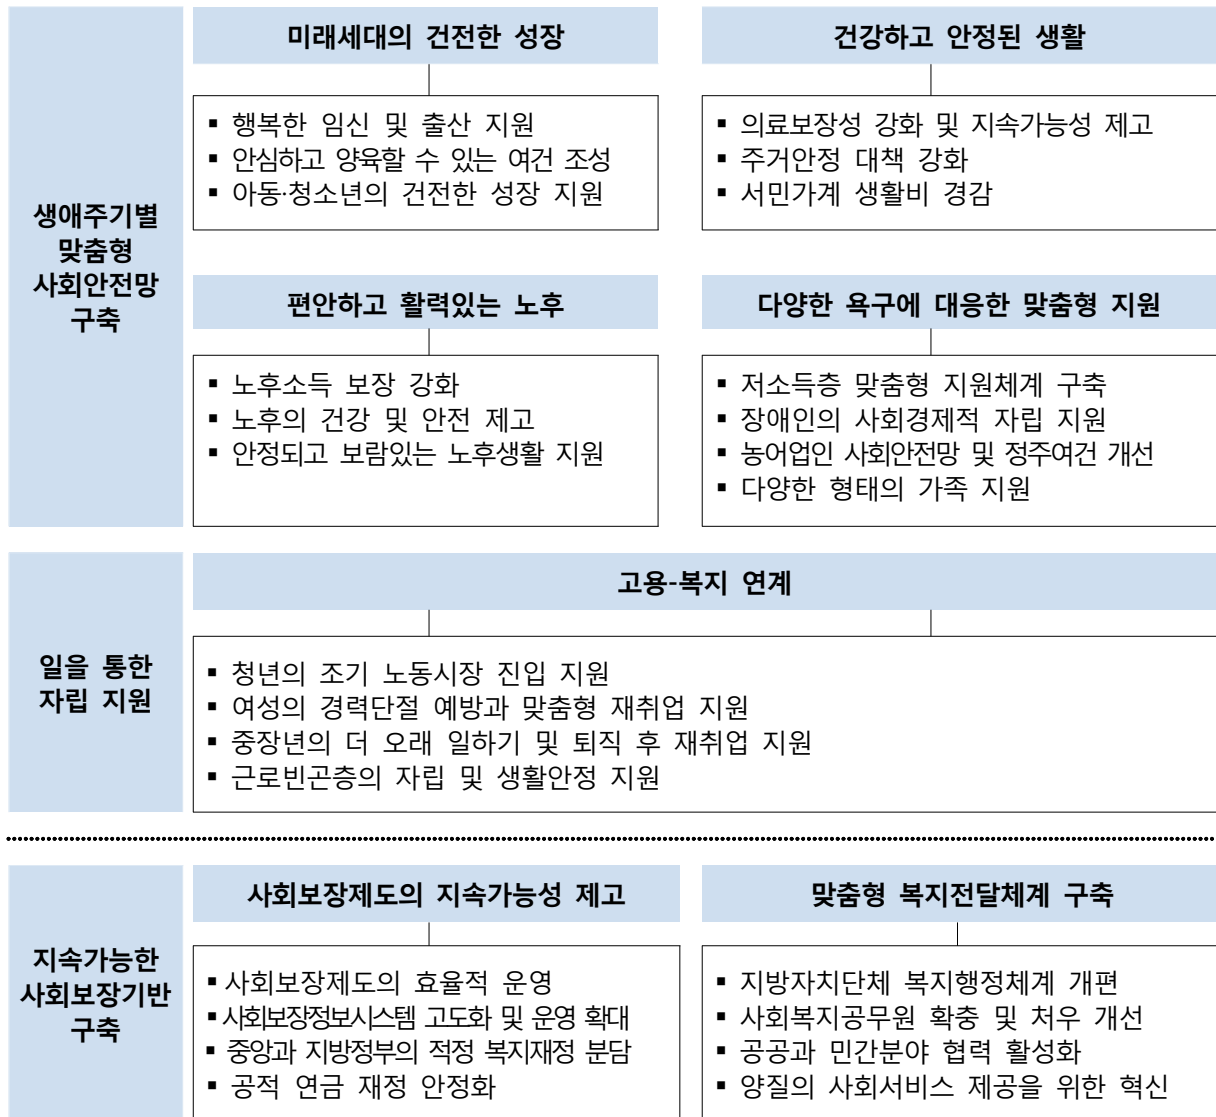 생애주기별
맞춤형
사회안전망
구축
미래세대의 건전한 성장
▪ 행복한 임신 및 출산 지원
▪ 안심하고 양육할 수 있는 여건 조성
▪ 아동·청소년의 건전한 성장 지원
건강하고 안정된 생활
▪ 의료보장성 강화 및 지속가능성 제고
▪ 주거안정 대책 강화
▪ 서민가계 생활비 경감
편안하고 활력있는 노후
▪ 노후소득 보장 강화
▪ 노후의 건강 및 안전 제고
▪ 안정되고 보람있는 노후생활 지원
다양한 욕구에 대응한 맞춤형 지원
▪ 저소득층 맞춤형 지원체계 구축
▪ 장애인의 사회경제적 자립 지원
▪ 농어업인 사회안전망 및 정주여건 개선
▪ 다양한 형태의 가족 지원
일을 통한
자립 지원
고용-복지 연계
▪ 청년의 조기 노동시장 진입 지원
▪ 여성의 경력단절 예방과 맞춤형 재취업 지원
▪ 중장년의 더 오래 일하기 및 퇴직 후 재취업 지원
▪ 근로빈곤층의 자립 및 생활안정 지원
지속가능한
사회보장기반
구축
사회보장제도의 지속가능성 제고
▪ 사회보장제도의 효율적 운영
▪ 사회보장정보시스템 고도화 및 운영 확대
▪ 중앙과 지방정부의 적정 복지재정 분담
▪ 공적 연금 재정 안정화
맞춤형 복지전달체계 구축
▪ 지방자치단체 복지행정체계 개편
▪ 사회복지공무원 확충 및 처우 개선
▪ 공공과 민간분야 협력 활성화
▪ 양질의 사회서비스 제공을 위한 혁신